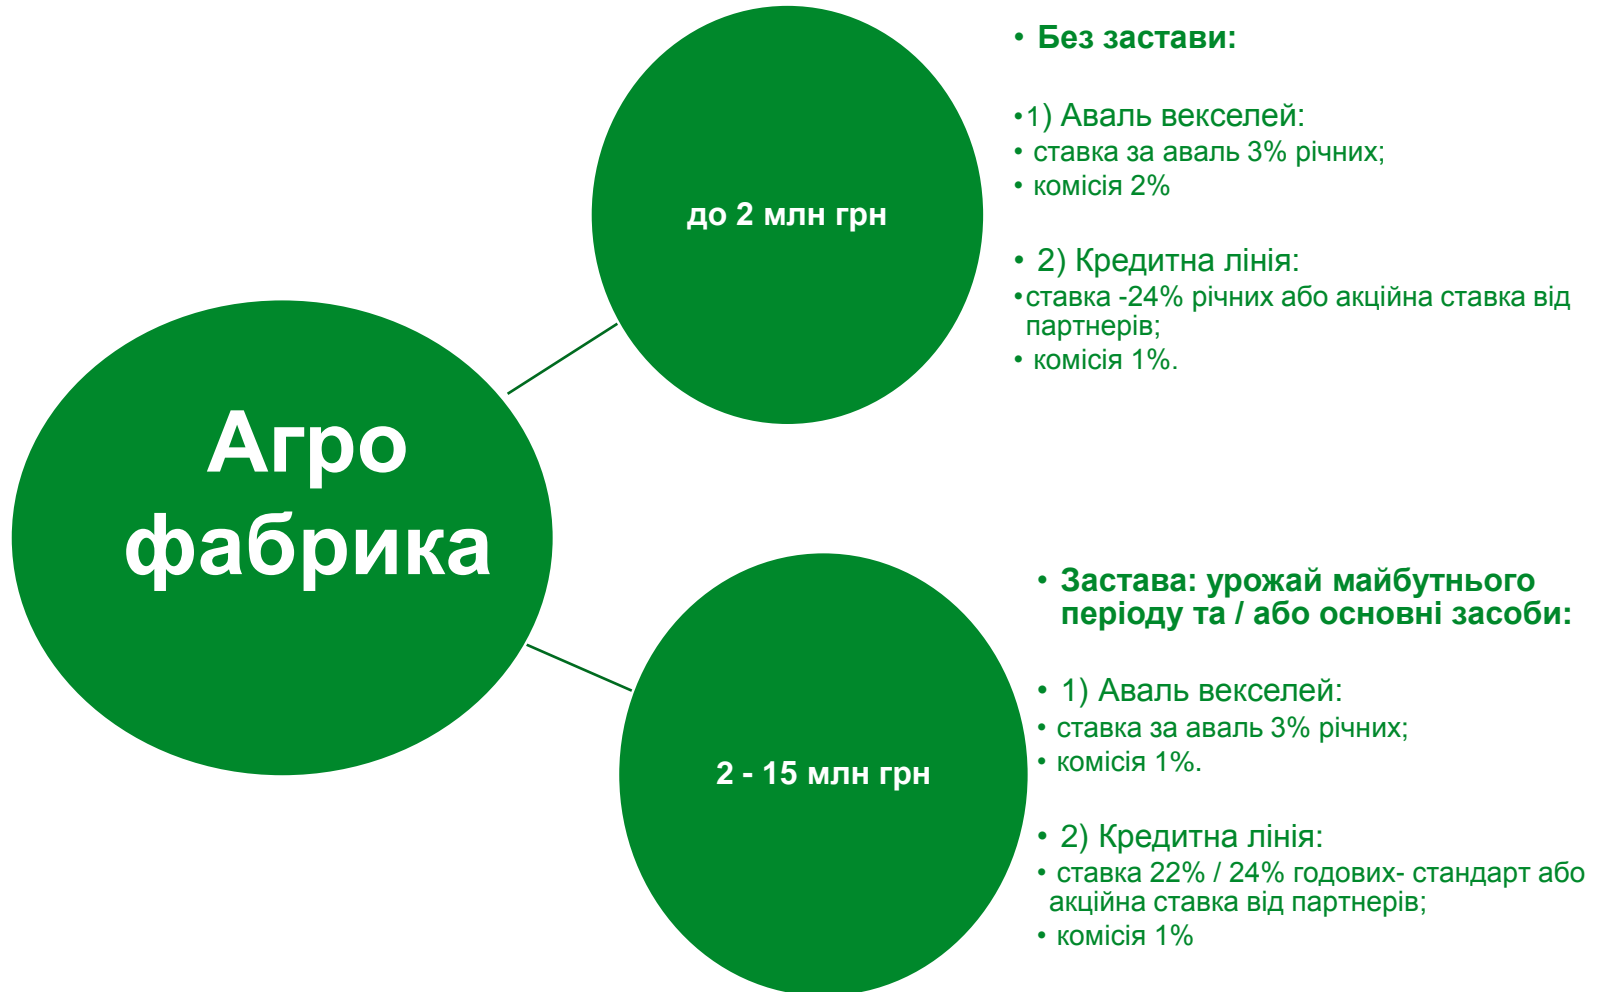 Агро
фабрика
до 2 млн грн
• Без застави:
•1) Аваль векселей:
• ставка за аваль 3% річних;
• комісія 2%
• 2) Кредитна лінія:
•ставка -24% річних або акційна ставка від
партнерів;
• комісія 1%.
2 - 15 млн грн
• Застава: урожай майбутнього
періоду та / або основні засоби:
• 1) Аваль векселей:
• ставка за аваль 3% річних;
• комісія 1%.
• 2) Кредитна лінія:
• ставка 22% / 24% годових- стандарт або
акційна ставка від партнерів;
• комісія 1%